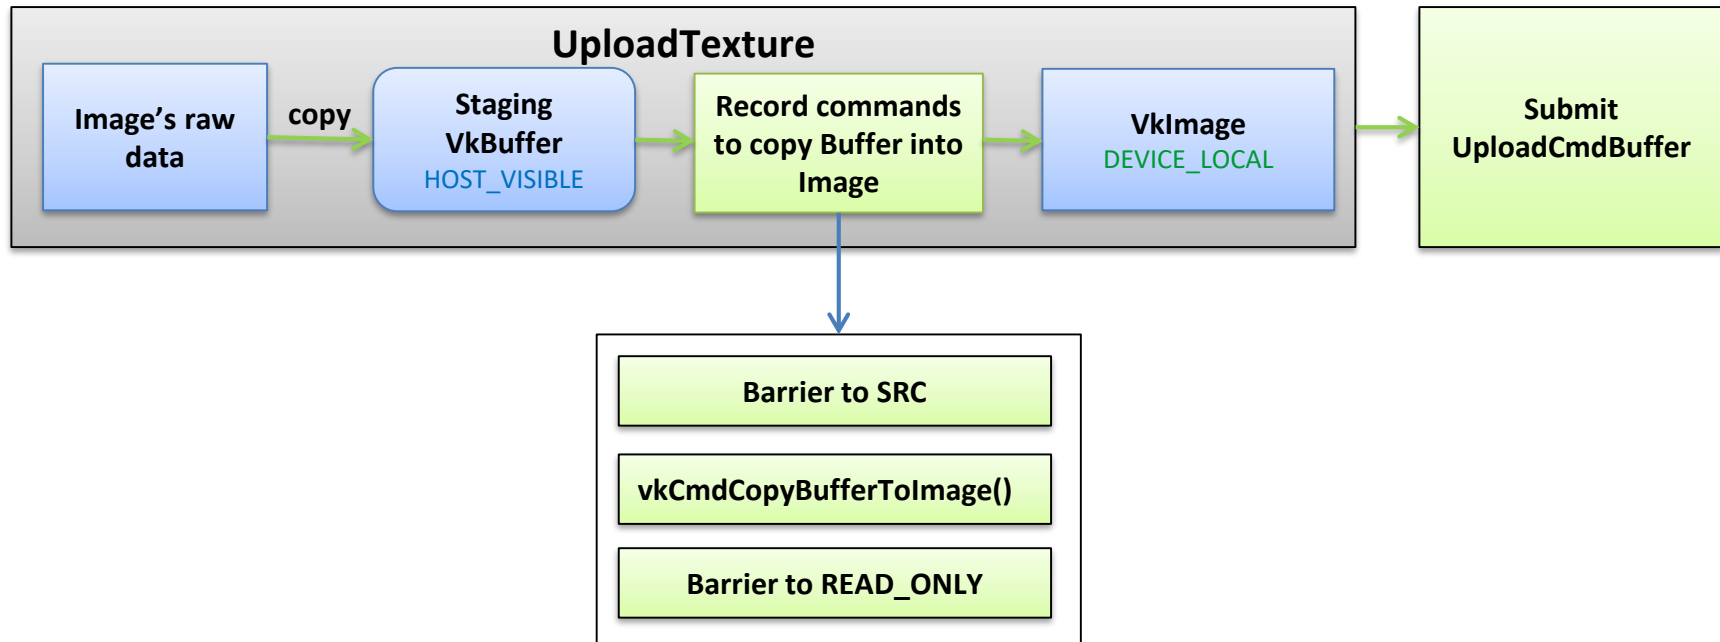 UploadTexture
Image’s raw
data
copy
Staging
VkBuffer
HOST_VISIBLE
Record commands
to copy Buffer into
Image
VkImage
DEVICE_LOCAL
Submit
UploadCmdBuffer
Barrier to SRC
vkCmdCopyBufferToImage()
Barrier to READ_ONLY